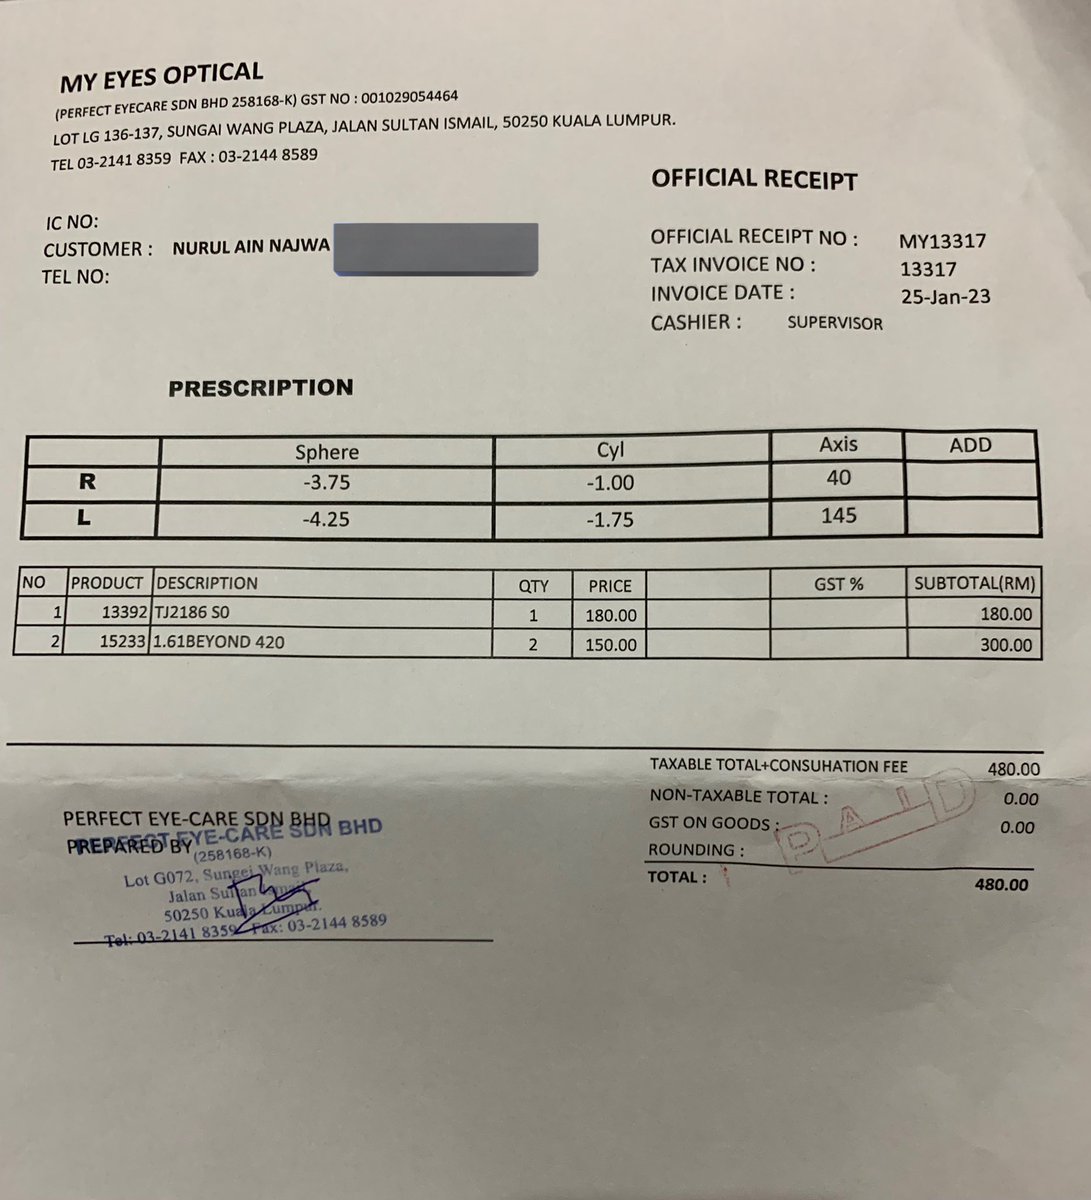 MY EYES OPTICAL
(PERFECT EYECARE SDN BHD 258168-K) GST NO : 001029054464
LOT LG 136-137, SUNGAI WANG PLAZA, JALAN SULTAN ISMAIL, 50250 KUALA LUMPUR.
TEL 03-2141 8359 FAX : 03-2144 8589
OFFICIAL RECEIPT
IC NO:
CUSTOMER : NURUL AIN NAJWA
TEL NO:
OFFICIAL RECEIPT NO : MY13317
TAX INVOICE NO : 13317
INVOICE DATE : 25-Jan-23
CASHIER : SUPERVISOR
PRESCRIPTION
Sphere Cyl Axis ADD
R -3.75 -1.00 40
L -4.25 -1.75 145
NO PRODUCT DESCRIPTION QTY PRICE GST % SUBTOTAL(RM)
1 13392 TJ2186 S0 1 180.00 180.00
2 15233 1.61BEYOND 420 2 150.00 300.00
TAXABLE TOTAL+CONSUHATION FEE 480.00
NON-TAXABLE TOTAL : 0.00
GST ON GOODS : 0.00
ROUNDING :
TOTAL : 480.00
PAID
PERFECT EYE-CARE SDN BHD
PREPARED BY
PERFECT EYE-CARE SDN BHD
(258168-K)
Lot G072, Sungei Wang Plaza,
Jalan Sultan Ismail,
50250 Kuala Lumpur.
Tel: 03-2141 8359 Fax: 03-2144 8589